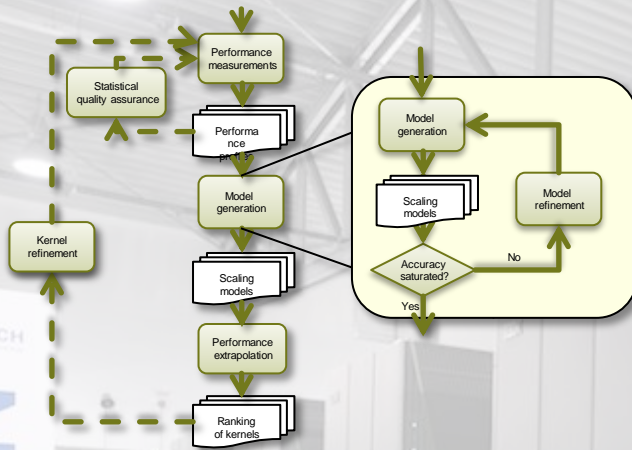 Performance
measurements
Statistical
quality assurance
Performa
nce
Model
generation
Kernel
refinement
Scaling
models
Performance
extrapolation
Ranking
of kernels
Model
generation
Scaling
models
Model
refinement
Accuracy
saturated?
No
Yes
CH